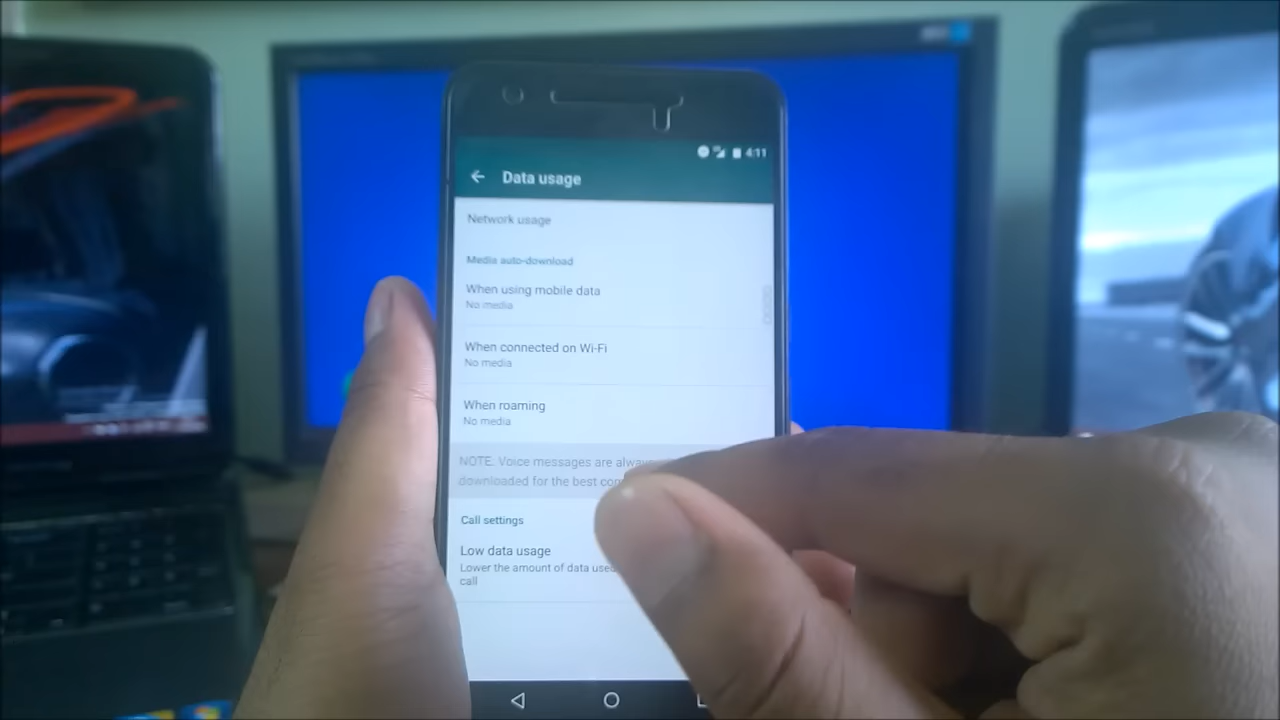 4:11
Data usage
Network usage
Media auto-download
When using mobile data
No media
When connected on Wi-Fi
No media
When roaming
No media
NOTE: Voice messages are
downloaded for the best
Call settings
Low data usage
Lower the amount of data used
call